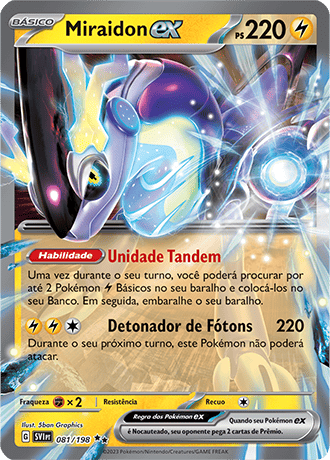 BÁSICO
Miraidon ex PS 220
Habilidade Unidade Tandem
Uma vez durante o seu turno, você poderá procurar por
até 2 Pokémon Básicos no seu baralho e colocá-los no
seu Banco. Em seguida, embaralhe o seu baralho.
Detonador de Fótons 220
Durante o seu próximo turno, este Pokémon não poderá
atacar.
Fraqueza ×2 Resistência Recuo
Ilust. 5ban Graphics
G SVI PT 081/198
Regra dos Pokémon ex
Quando seu Pokémon ex
é Nocauteado, seu oponente pega 2 cartas de Prêmio.
©2023 Pokémon/Nintendo/Creatures/GAME FREAK